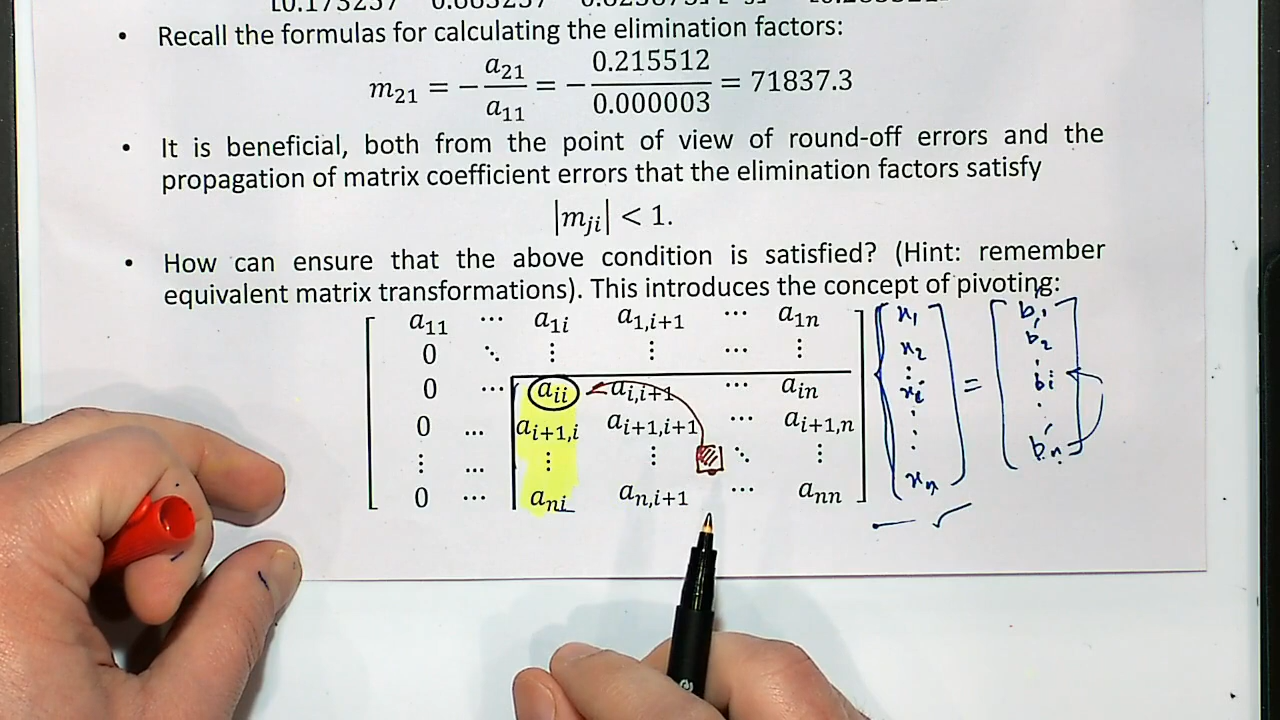 • Recall the formulas for calculating the elimination factors:
m₂₁ = −a₂₁/a₁₁ = −0.215512/0.000003 = 71837.3
• It is beneficial, both from the point of view of round-off errors and the
propagation of matrix coefficient errors that the elimination factors satisfy
|mⱼᵢ| < 1.
• How can ensure that the above condition is satisfied? (Hint: remember
equivalent matrix transformations). This introduces the concept of pivoting:
a₁₁ ⋯ a₁ᵢ a₁,ᵢ₊₁ ⋯ a₁ₙ x₁ b₁
0 ⋱ ⋮ ⋮ ⋯ ⋮ x₂ b₂
0 ⋯ aᵢᵢ aᵢ,ᵢ₊₁ ⋯ aᵢₙ xᵢ = bᵢ
0 ⋯ aᵢ₊₁,ᵢ aᵢ₊₁,ᵢ₊₁ ⋯ aᵢ₊₁,ₙ
⋮ ⋯ ⋮ ⋮ ⋱ ⋮
0 ⋯ aₙᵢ aₙ,ᵢ₊₁ ⋯ aₙₙ xₙ bₙ